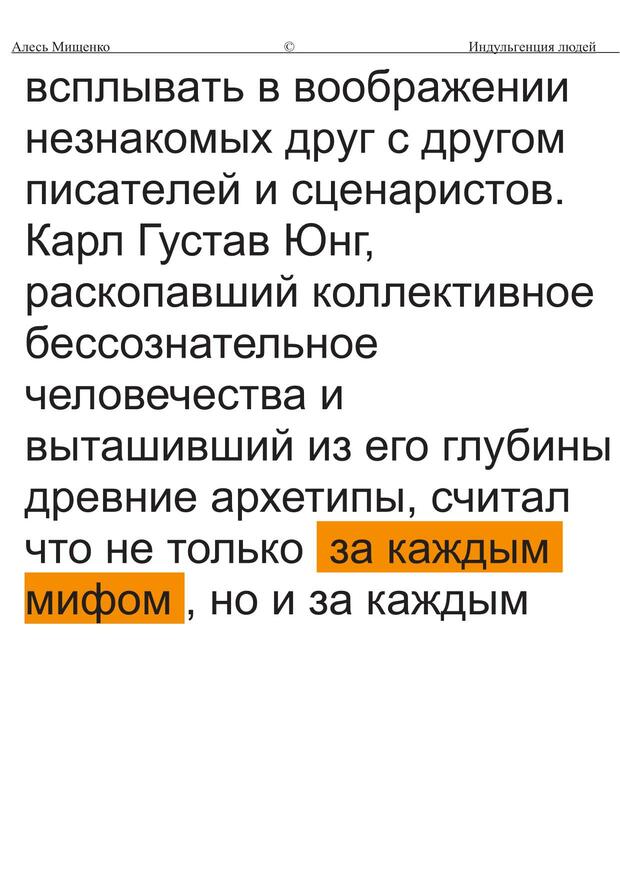 Алесь Мищенко © Индульгенция людей
всплывать в воображении
незнакомых друг с другом
писателей и сценаристов.
Карл Густав Юнг,
раскопавший коллективное
бессознательное
человечества и
выташивший из его глубины
древние архетипы, считал
что не только за каждым
мифом , но и за каждым